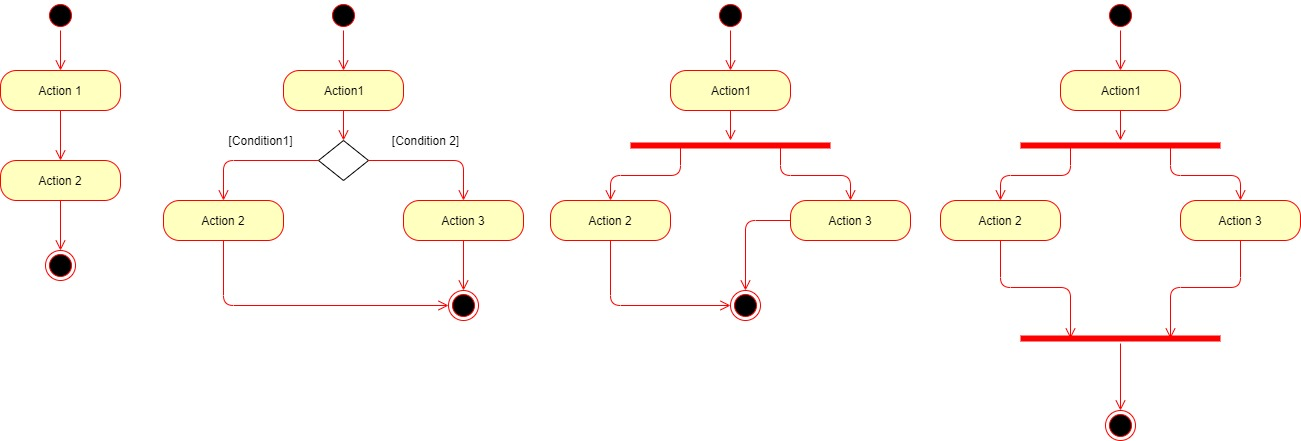 Action 1
Action 2
Action1
[Condition1]
[Condition 2]
Action 2
Action 3
Action1
Action 2
Action 3
Action1
Action 2
Action 3